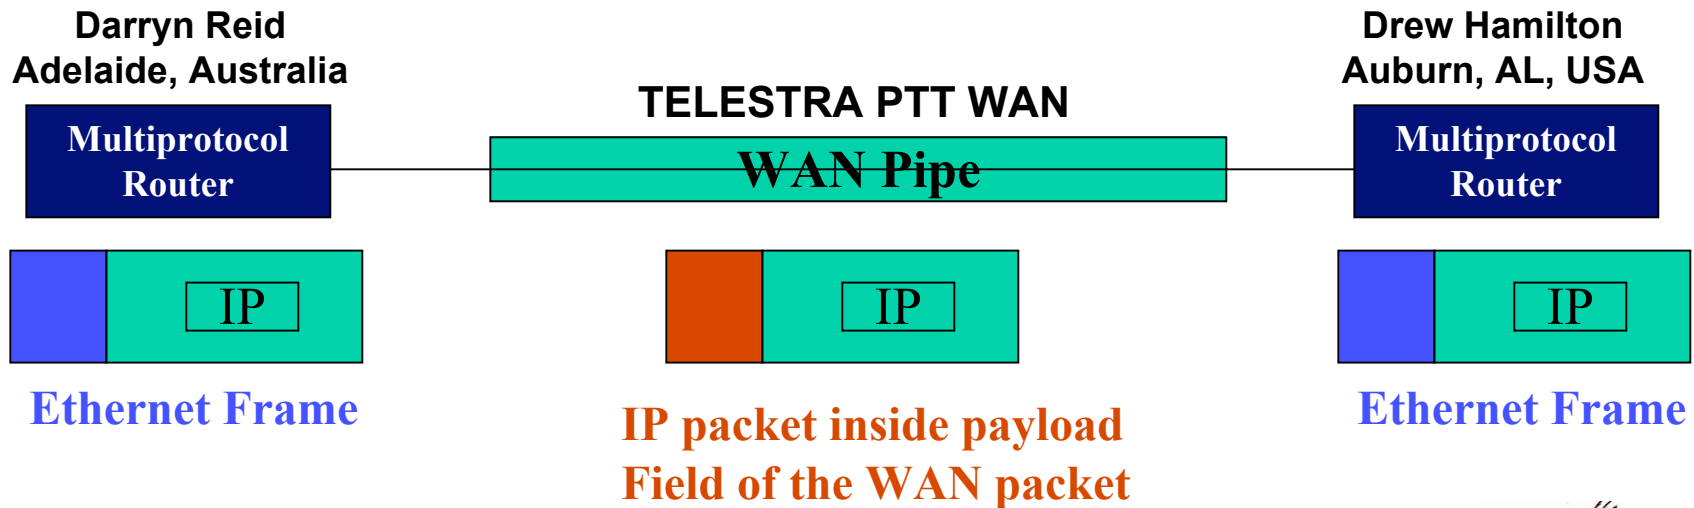 Darryn Reid
Adelaide, Australia
Multiprotocol
Router
TELESTRA PTT WAN
WAN Pipe
Drew Hamilton
Auburn, AL, USA
Multiprotocol
Router
IP
Ethernet Frame
IP
IP packet inside payload
Field of the WAN packet
IP
Ethernet Frame